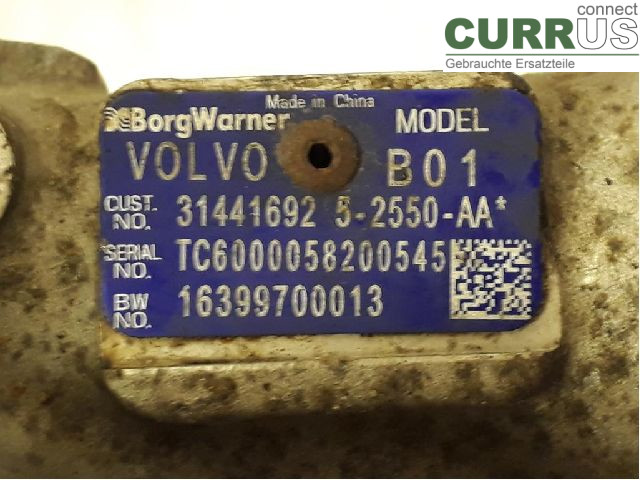 connect
CURRUS
Gebrauchte Ersatzteile
Made in China
BorgWarner MODEL
VOLVO B01
CUST. NO. 31441692 5-2550-AA*
SERIAL NO. TC6000058200545
BW NO. 16399700013